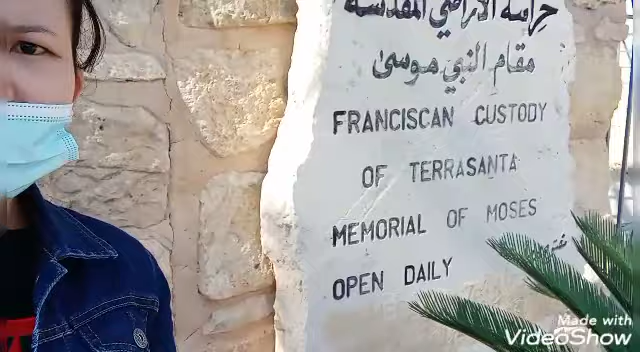 حراسة الأراضي المقدسة
مقام النبي موسى
FRANCISCAN CUSTODY
OF TERRASANTA
MEMORIAL OF MOSES
OPEN DAILY
Made with
VideoShow